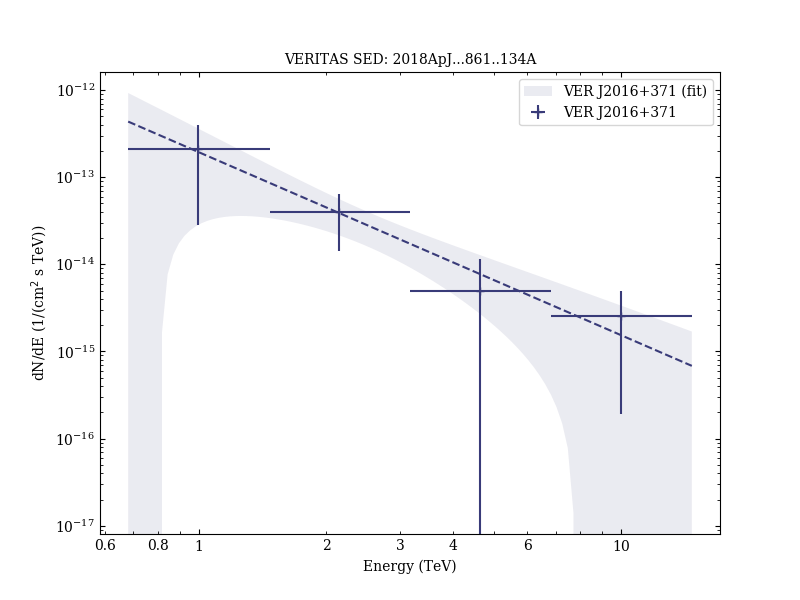 VERITAS SED: 2018ApJ...861..134A
VER J2016+371 (fit)
VER J2016+371
dN/dE (1/(cm² s TeV))
10⁻¹²
10⁻¹³
10⁻¹⁴
10⁻¹⁵
10⁻¹⁶
10⁻¹⁷
0.6 0.8 1 2 3 4 6 10
Energy (TeV)